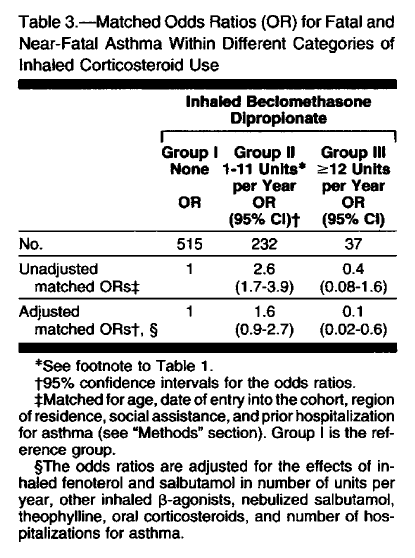 Table 3.—Matched Odds Ratios (OR) for Fatal and
Near-Fatal Asthma Within Different Categories of
Inhaled Corticosteroid Use
Inhaled Beclomethasone
Dipropionate
Group I Group II Group III
None 1-11 Units* ≥12 Units
per Year per Year
OR OR OR
(95% CI)† (95% CI)
No. 515 232 37
Unadjusted 1 2.6 0.4
matched ORs‡ (1.7-3.9) (0.08-1.6)
Adjusted 1 1.6 0.1
matched ORs†, § (0.9-2.7) (0.02-0.6)
*See footnote to Table 1.
†95% confidence intervals for the odds ratios.
‡Matched for age, date of entry into the cohort, region
of residence, social assistance, and prior hospitalization
for asthma (see "Methods" section). Group I is the ref-
erence group.
§The odds ratios are adjusted for the effects of in-
haled fenoterol and salbutamol in number of units per
year, other inhaled β-agonists, nebulized salbutamol,
theophylline, oral corticosteroids, and number of hos-
pitalizations for asthma.